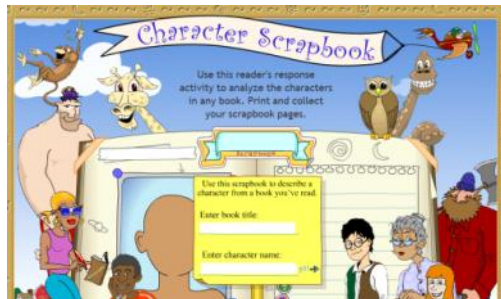 Character Scrapbook
Use this reader's response
activity to analyze the characters
in any book. Print and collect
your scrapbook pages.
Use this scrapbook to describe a
character from a book you've read.
Enter book title:
Enter character name: